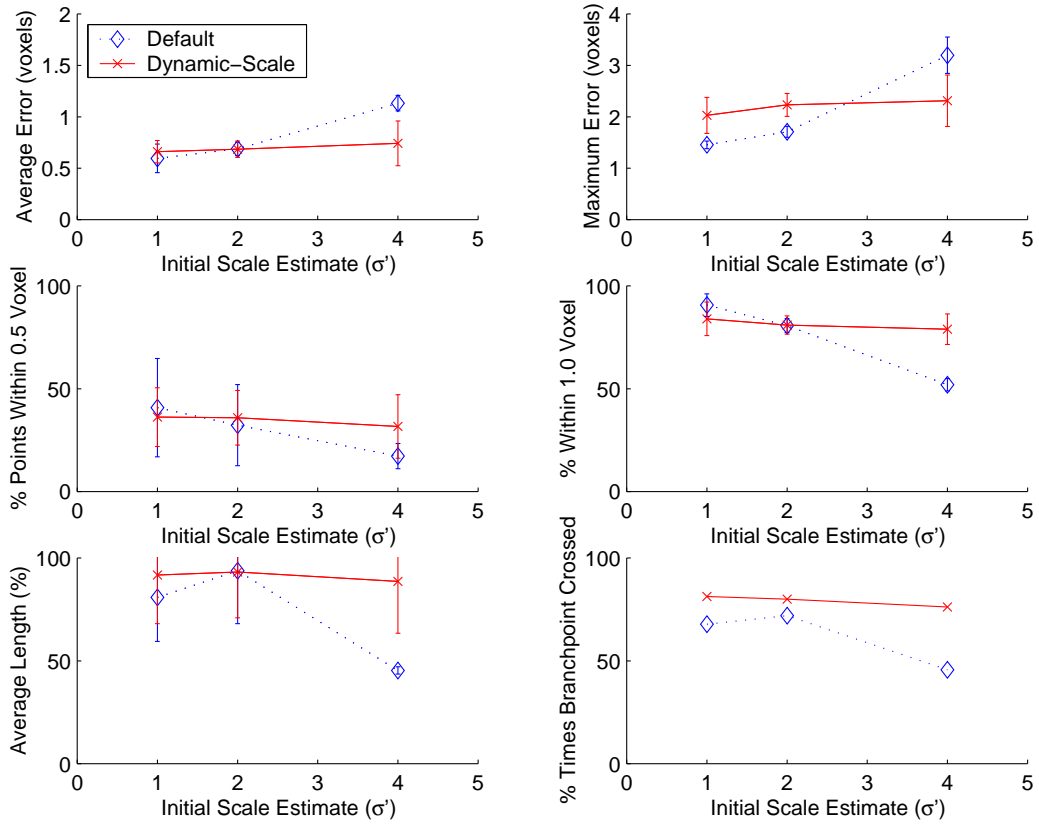 Average Error (voxels)
2
1.5
1
0.5
0
Default
Dynamic−Scale
0 1 2 3 4 5
Initial Scale Estimate (σ')
Maximum Error (voxels)
4
3
2
1
0
0 1 2 3 4 5
Initial Scale Estimate (σ')
% Points Within 0.5 Voxel
100
50
0
0 1 2 3 4 5
Initial Scale Estimate (σ')
% Within 1.0 Voxel
100
50
0
0 1 2 3 4 5
Initial Scale Estimate (σ')
Average Length (%)
100
50
0
0 1 2 3 4 5
Initial Scale Estimate (σ')
% Times Branchpoint Crossed
100
50
0
0 1 2 3 4 5
Initial Scale Estimate (σ')